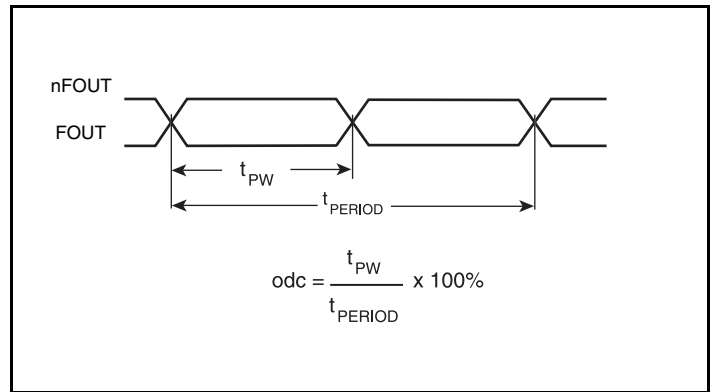 nFOUT
FOUT
tPW
tPERIOD
odc = tPW / tPERIOD x 100%